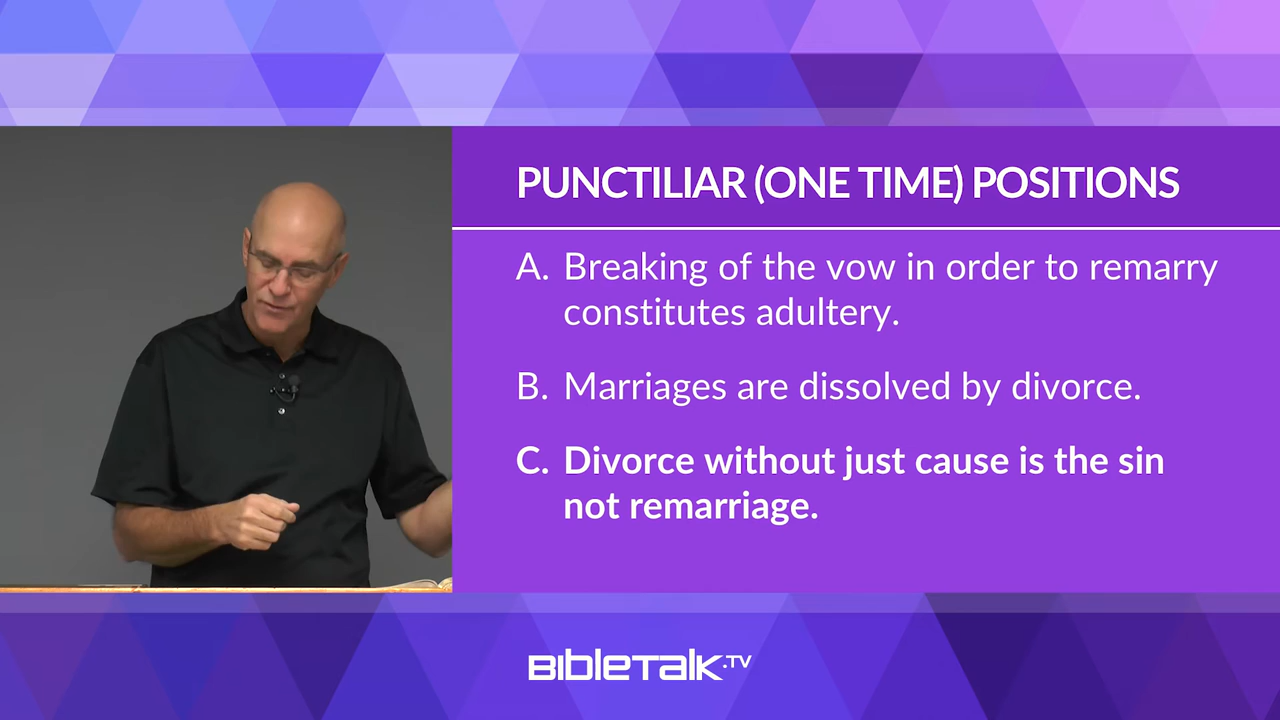 PUNCTILIAR (ONE TIME) POSITIONS
A. Breaking of the vow in order to remarry
constitutes adultery.
B. Marriages are dissolved by divorce.
C. Divorce without just cause is the sin
not remarriage.
BIBLETALK.TV